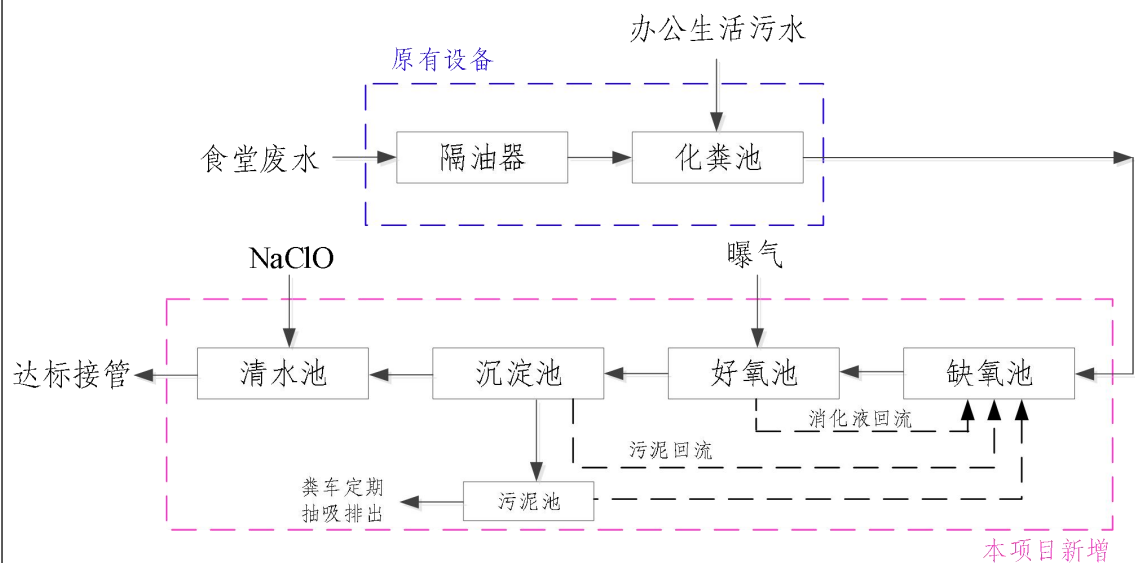 办公生活污水
原有设备
食堂废水
隔油器
化粪池
NaClO
曝气
达标接管
清水池
沉淀池
好氧池
缺氧池
消化液回流
污泥回流
粪车定期
抽吸排出
污泥池
本项目新增